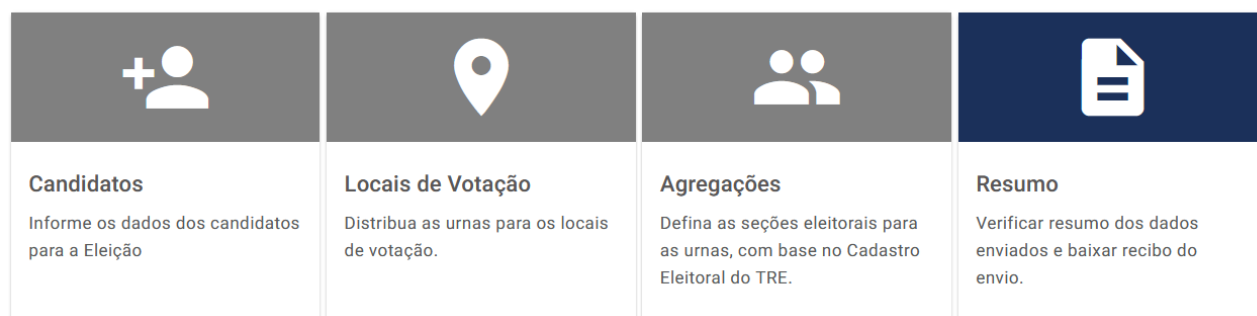 Candidatos
Informe os dados dos candidatos
para a Eleição
Locais de Votação
Distribua as urnas para os locais
de votação.
Agregações
Defina as seções eleitorais para
as urnas, com base no Cadastro
Eleitoral do TRE.
Resumo
Verificar resumo dos dados
enviados e baixar recibo do
envio.